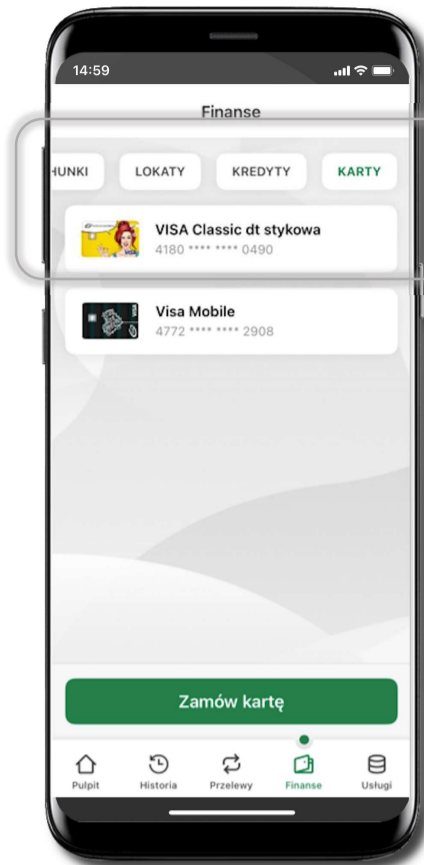 14:59
Finanse
HUNKI LOKATY KREDYTY KARTY
VISA Classic dt stykowa
4180 **** **** 0490
Visa Mobile
4772 **** **** 2908
Zamów kartę
Pulpit Historia Przelewy Finanse Usługi